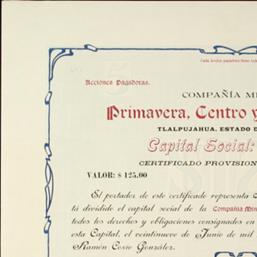 Acciones Pagadoras.
COMPAÑÍA MI
Primavera, Centro y
TLALPUJAHUA, ESTADO D
Capital Social:
CERTIFICADO PROVISION
VALOR: $ 125.00
El portador de este certificado representa
tá dividido el capital social de la Compañía Min
todos los derechos y obligaciones consignados en
esta Capital, el veintinueve de Junio de mil
Ramón Cosio González.